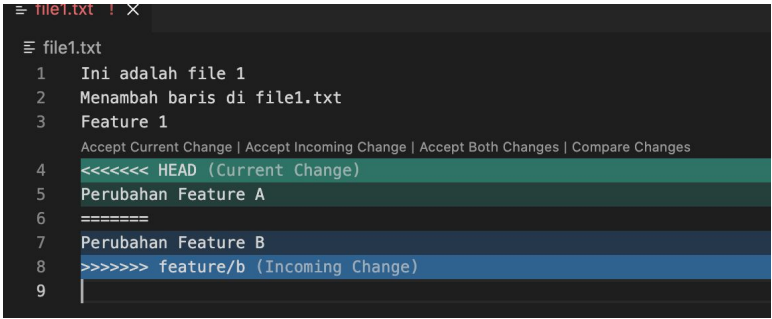 file1.txt ! ×
file1.txt
1 Ini adalah file 1
2 Menambah baris di file1.txt
3 Feature 1
Accept Current Change | Accept Incoming Change | Accept Both Changes | Compare Changes
4 <<<<<<< HEAD (Current Change)
5 Perubahan Feature A
6 =======
7 Perubahan Feature B
8 >>>>>>> feature/b (Incoming Change)
9